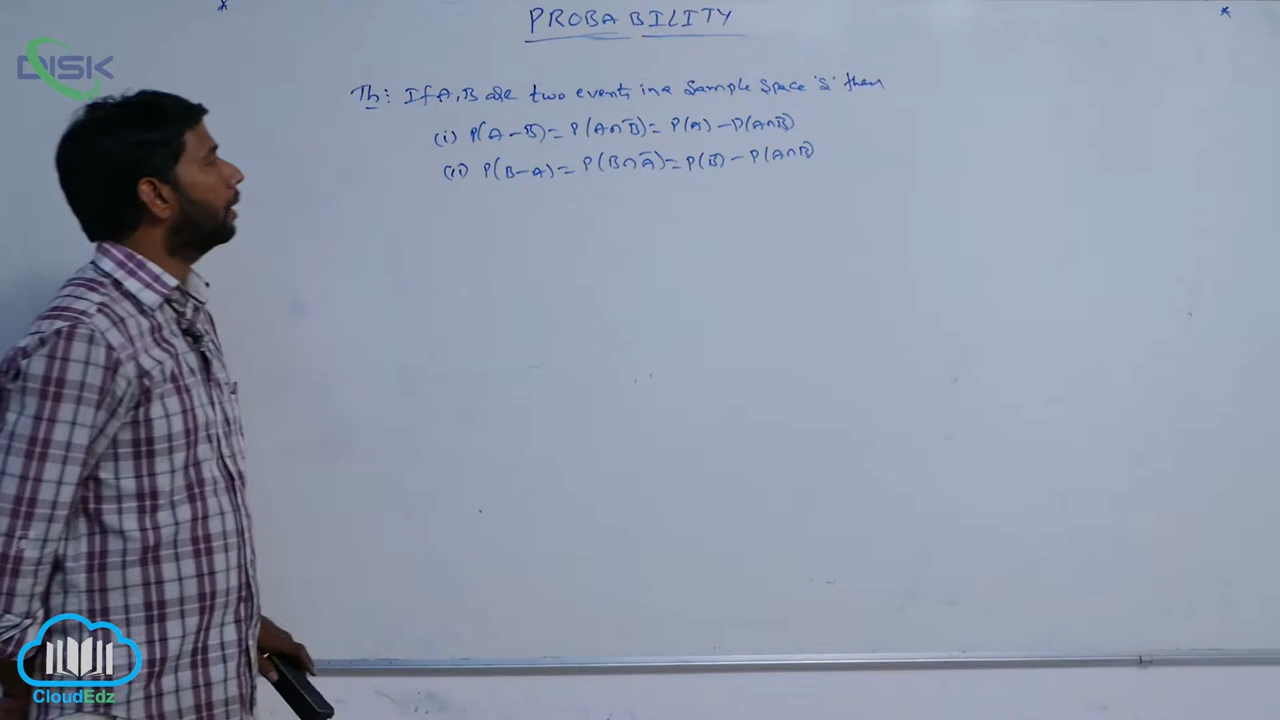 PROBABILITY
DISK
Th: If A, B are two events in a Sample Space 'S' then
(i) P(A-B) = P(A∩B̅) = P(A) - P(A∩B)
(ii) P(B-A) = P(B∩A̅) = P(B) - P(A∩B)
CloudEdz